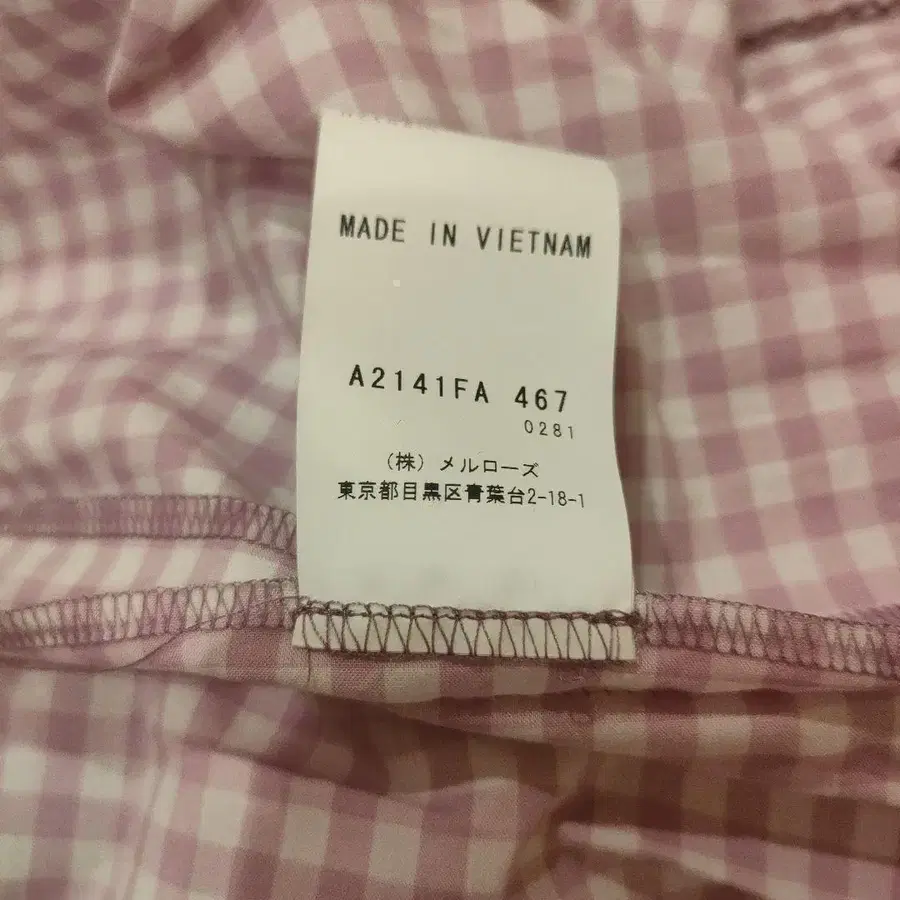 MADE IN VIETNAM
A2141FA 467
0281
（株）メルローズ
東京都目黒区青葉台2-18-1